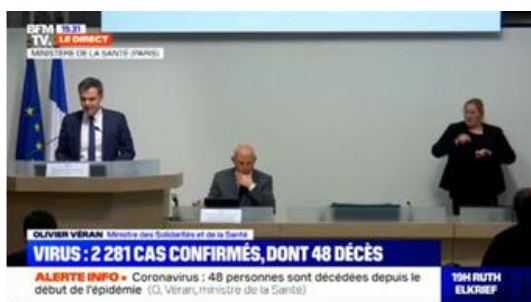 BFM 19:31
TV. LE DIRECT
MINISTÈRE DE LA SANTÉ (PARIS)
OLIVIER VÉRAN Ministre des Solidarités et de la Santé
VIRUS : 2 281 CAS CONFIRMÉS, DONT 48 DÉCÈS
ALERTE INFO • Coronavirus : 48 personnes sont décédées depuis le
début de l'épidémie (O. Véran, ministre de la Santé)
19H RUTH
ELKRIEF